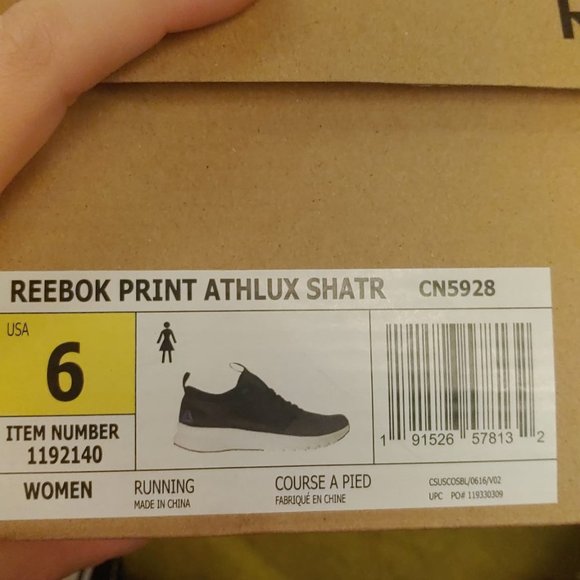 REEBOK PRINT ATHLUX SHATR CN5928
USA
6
ITEM NUMBER
1192140
1 91526 57813 2
WOMEN
RUNNING
MADE IN CHINA
COURSE A PIED
FABRIQUÉ EN CHINE
CSUSCOSBL/0616/V02
UPC PO# 119330309